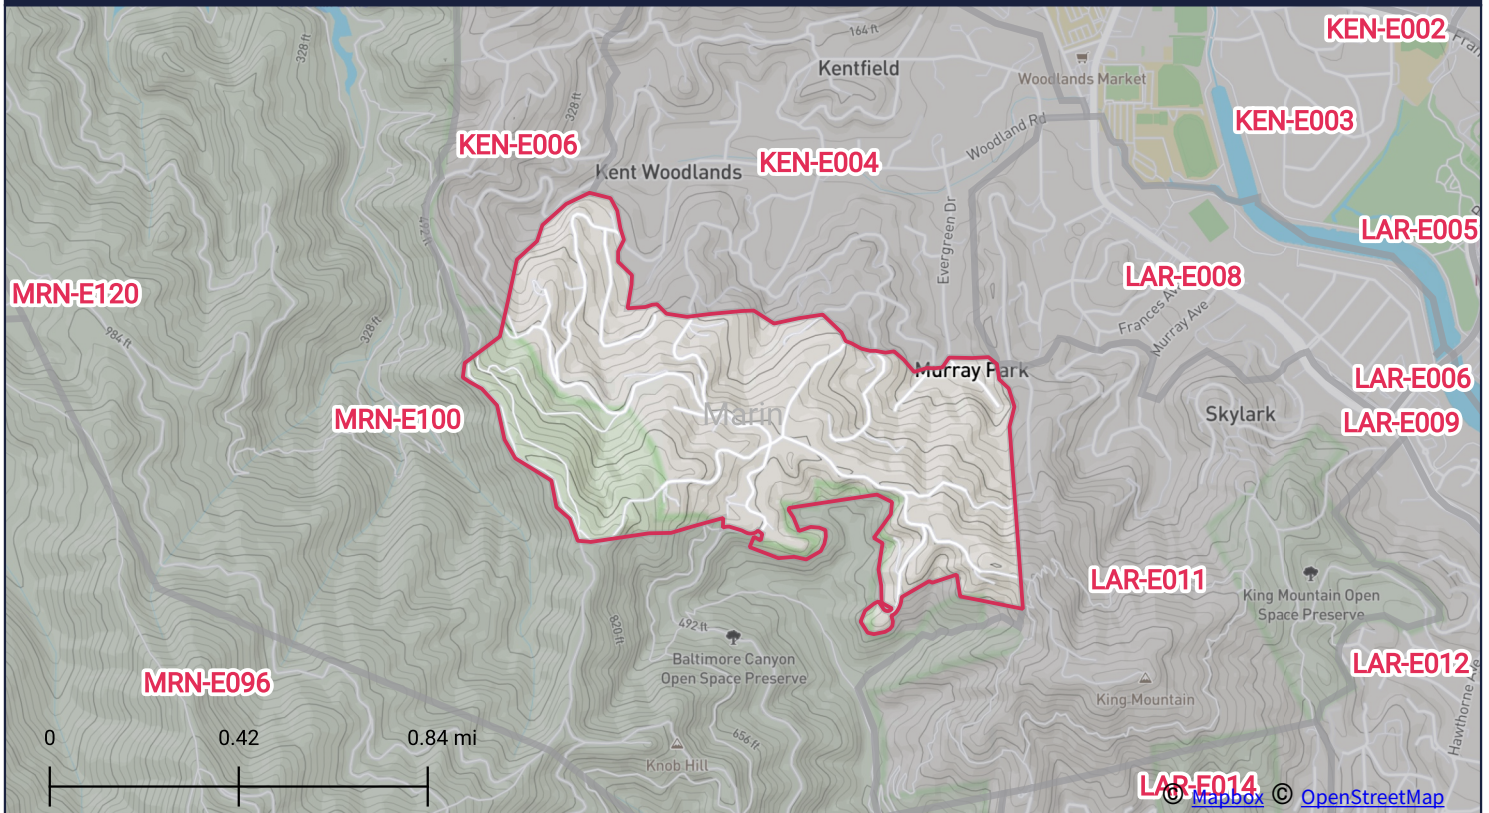 KEN-E002
Fran
164 ft
328 ft
Kentfield
Woodlands Market
328 ft
KEN-E003
Woodland Rd
KEN-E006
KEN-E004
Kent Woodlands
492 ft
Evergreen Dr
LAR-E005
LAR-E008
MRN-E120
Frances Av
Murray Ave
984 ft
328 ft
Murray Park
LAR-E006
MRN-E100
Marin
Skylark
LAR-E009
LAR-E011
King Mountain Open
Space Preserve
820 ft
492 ft
Baltimore Canyon
Open Space Preserve
LAR-E012
MRN-E096
King Mountain
Hawthorne Ave
0
0.42
0.84 mi
656 ft
Knob Hill
LAR-E014
© Mapbox © OpenStreetMap